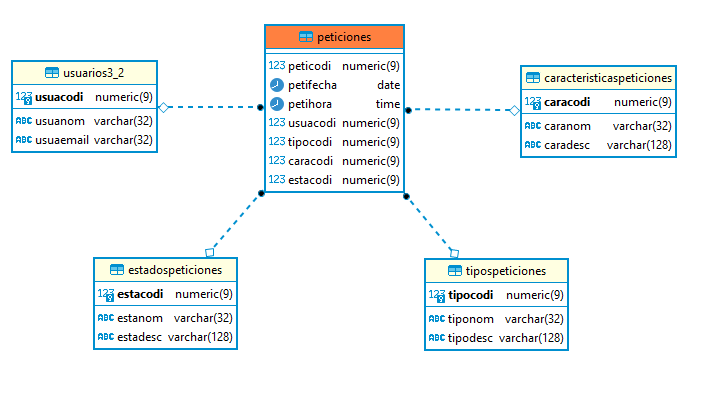 peticiones
123 peticodi numeric(9)
petifecha date
petihora time
123 usuacodi numeric(9)
123 tipocodi numeric(9)
123 caracodi numeric(9)
123 estacodi numeric(9)
usuarios3_2
123 usuacodi numeric(9)
ABC usuanom varchar(32)
ABC usuaemail varchar(32)
caracteristicaspeticiones
123 caracodi numeric(9)
ABC caranom varchar(32)
ABC caradesc varchar(128)
estadospeticiones
123 estacodi numeric(9)
ABC estanom varchar(32)
ABC estadesc varchar(128)
tipospeticiones
123 tipocodi numeric(9)
ABC tiponom varchar(32)
ABC tipodesc varchar(128)